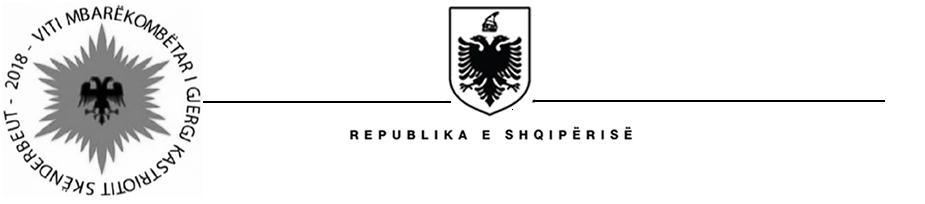 2018 - VITI MBARËKOMBËTAR I GJERGJ KASTRIOTIT SKËNDERBEUT -
REPUBLIKA E SHQIPËRISË